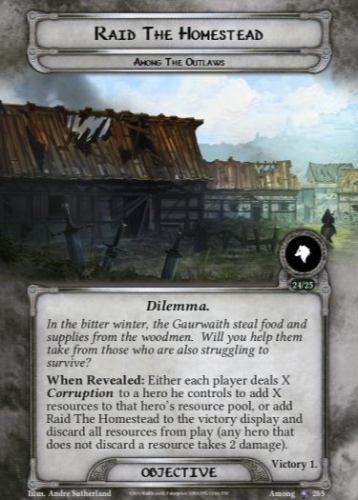 Raid The Homestead
Among The Outlaws
24/25
Dilemma.
In the bitter winter, the Gaurwaith steal food and
supplies from the woodmen. Will you help them
take from those who are also struggling to
survive?
When Revealed: Either each player deals X
Corruption to a hero he controls to add X
resources to that hero's resource pool, or add
Raid The Homestead to the victory display and
discard all resources from play (any hero that
does not discard a resource takes 2 damage).
Victory 1.
OBJECTIVE
Illus. Andre Sutherland
Among
265